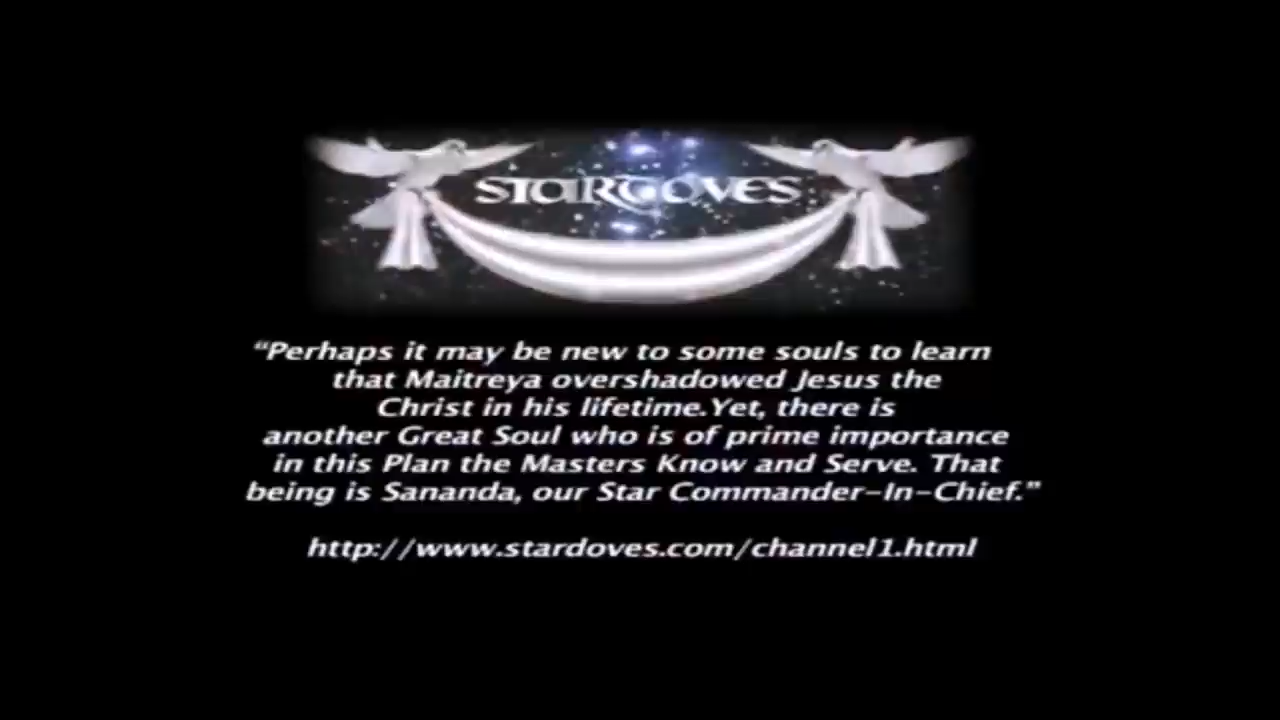 STARDOVES
“Perhaps it may be new to some souls to learn
that Maitreya overshadowed Jesus the
Christ in his lifetime.Yet, there is
another Great Soul who is of prime importance
in this Plan the Masters Know and Serve. That
being is Sananda, our Star Commander-In-Chief.”
http://www.stardoves.com/channel1.html